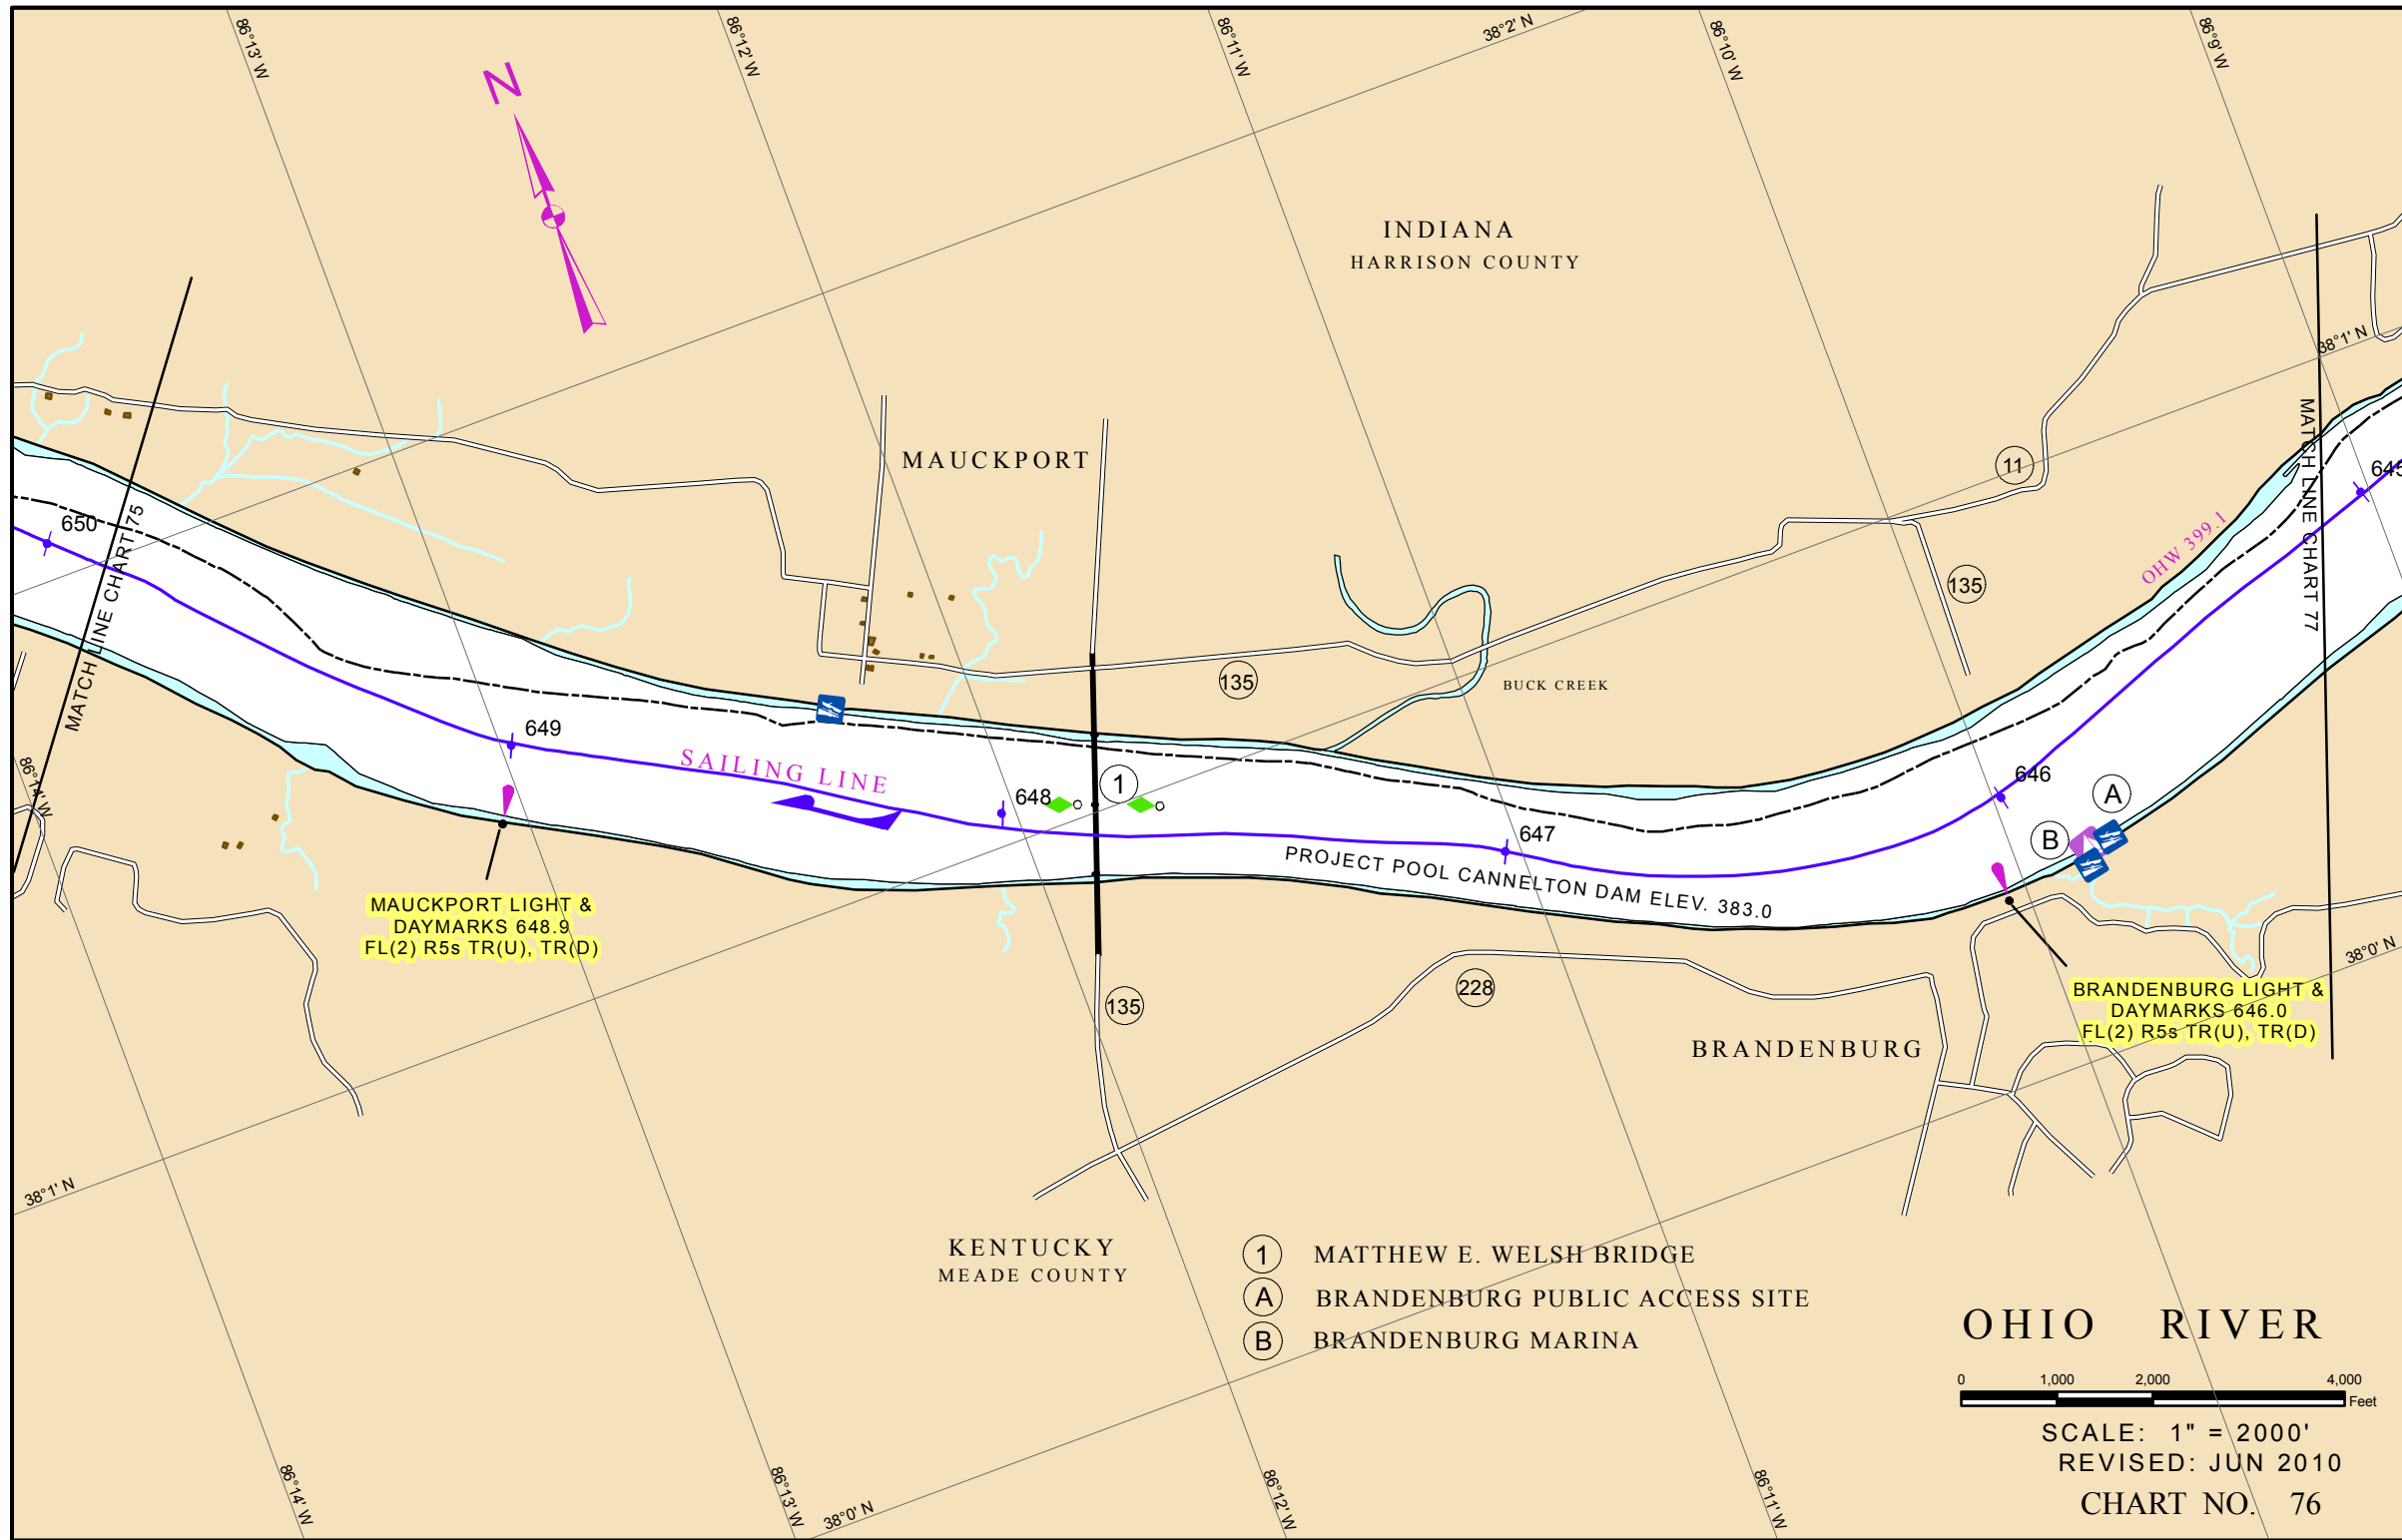 86°13' W
86°12' W
86°11' W
38°2' N
86°10' W
86°9' W
N
INDIANA
HARRISON COUNTY
38°1' N
MATCH LINE CHART 75
MAUCKPORT
11
645
650
OHW 399.1
MATCH LINE CHART 77
135
135
BUCK CREEK
649
SAILING LINE
648
1
646
A
B
647
PROJECT POOL CANNELTON DAM ELEV. 383.0
86°14' W
MAUCKPORT LIGHT &
DAYMARKS 648.9
FL(2) R5s TR(U), TR(D)
135
228
38°0' N
BRANDENBURG LIGHT &
DAYMARKS 646.0
FL(2) R5s TR(U), TR(D)
BRANDENBURG
38°1' N
KENTUCKY
MEADE COUNTY
1 MATTHEW E. WELSH BRIDGE
A BRANDENBURG PUBLIC ACCESS SITE
B BRANDENBURG MARINA
OHIO RIVER
0 1,000 2,000 4,000
Feet
SCALE: 1" = 2000'
REVISED: JUN 2010
CHART NO. 76
86°14' W
86°13' W
38°0' N
86°12' W
86°11' W